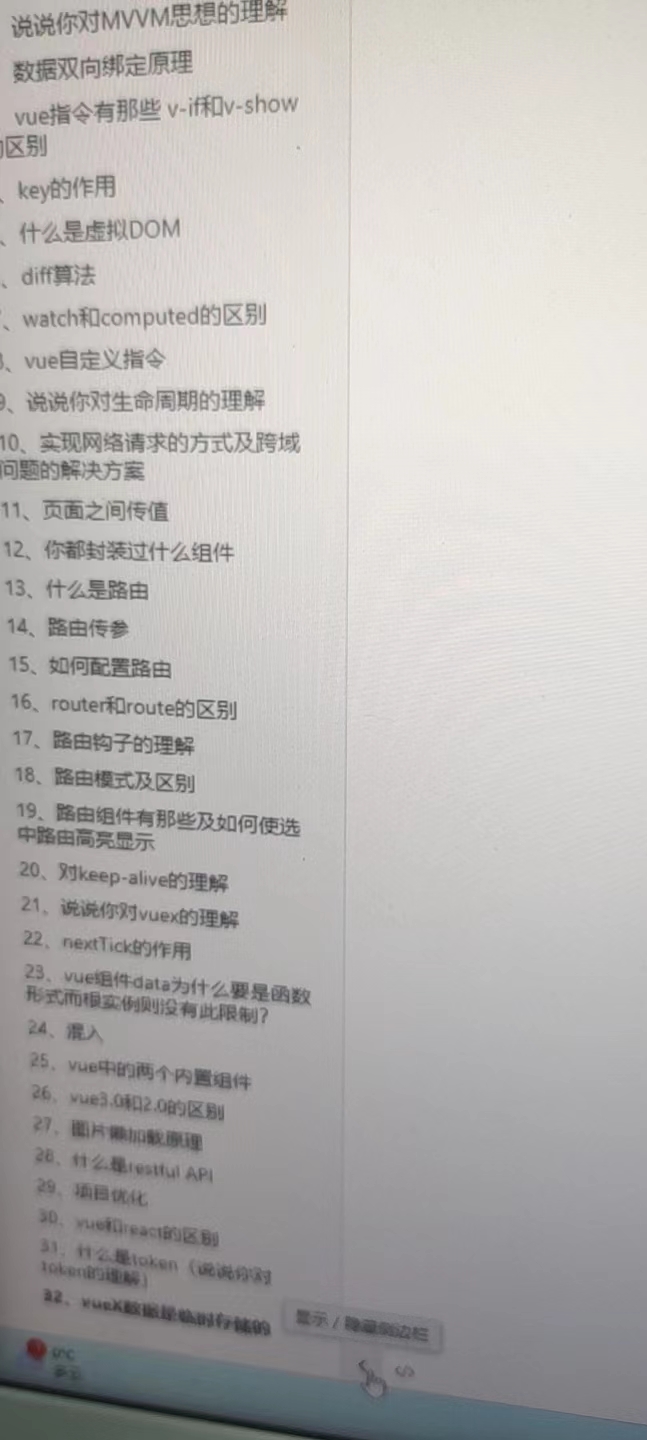 说说你对MVVM思想的理解
数据双向绑定原理
vue指令有那些 v-if和v-show
的区别
、key的作用
、什么是虚拟DOM
、diff算法
、watch和computed的区别
、vue自定义指令
9、说说你对生命周期的理解
10、实现网络请求的方式及跨域
问题的解决方案
11、页面之间传值
12、你都封装过什么组件
13、什么是路由
14、路由传参
15、如何配置路由
16、router和route的区别
17、路由钩子的理解
18、路由模式及区别
19、路由组件有那些及如何使选
中路由高亮显示
20、对keep-alive的理解
21、说说你对vuex的理解
22、nextTick的作用
23、vue组件data为什么要是函数
形式而根实例则没有此限制？
24、混入
25、vue中的两个内置组件
26、vue3.0和2.0的区别
27、图片懒加载原理
28、什么是restful API
29、项目优化
30、vue和react的区别
31、什么是token（说说你对
token的理解）
32、vueX数据是临时存储的
显示 / 隐藏侧边栏
0°C